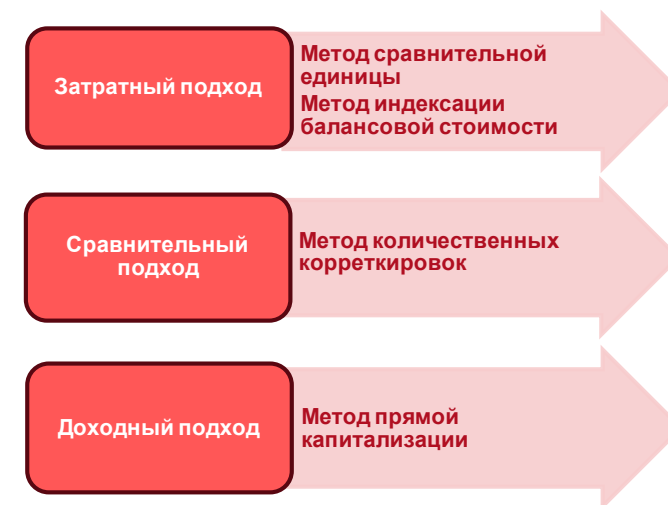 Затратный подход
Метод сравнительной
единицы
Метод индексации
балансовой стоимости
Сравнительный
подход
Метод количественных
корреткировок
Доходный подход
Метод прямой
капитализации